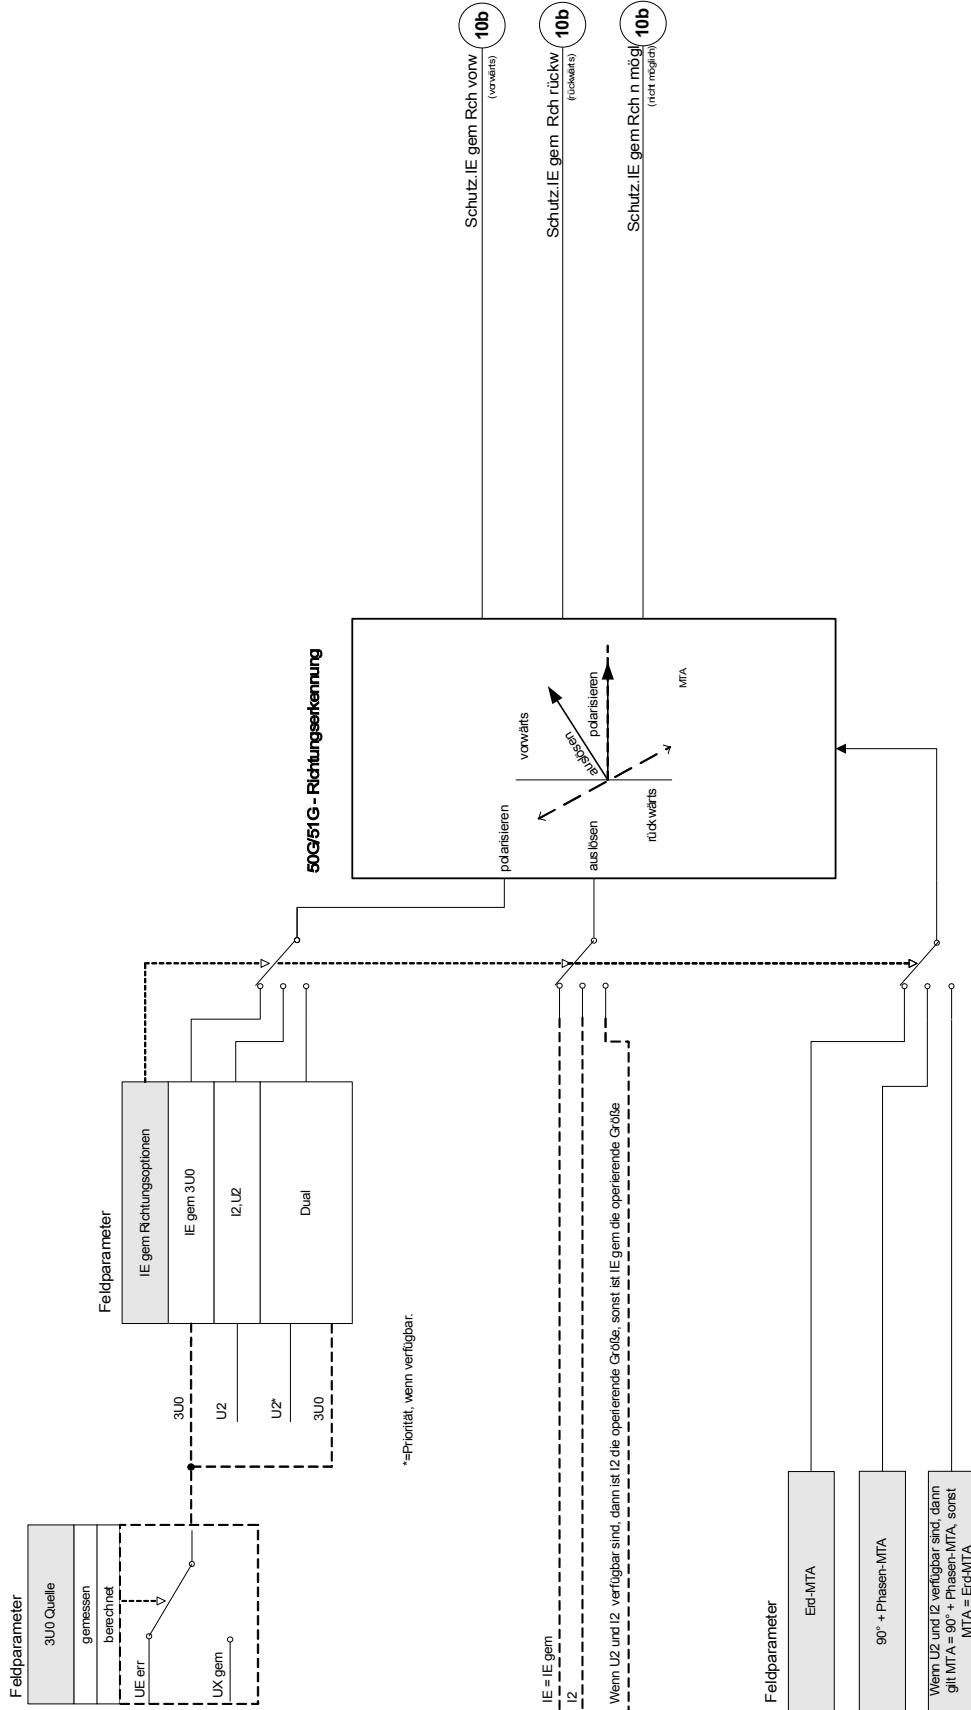 Feldparameter
3U0 Quelle
gemessen
berechnet
UE err
UX gem
3U0
U2
U2*
3U0
*=Priorität, wenn verfügbar.
Feldparameter
IE gem Richtungsoptionen
IE gem 3U0
I2,U2
Dual
IE = IE gem
I2
Wenn U2 und I2 verfügbar sind, dann ist I2 die operierende Größe, sonst ist IE gem die operierende Größe
Feldparameter
Erd-MTA
90° + Phasen-MTA
Wenn U2 und I2 verfügbar sind, dann
gilt MTA = 90° + Phasen-MTA, sonst
MTA = Erd-MTA
50G/51G - Richtungserkennung
polarisieren
auslösen
vorwärts
auslösen
polarisieren
rückwärts
MTA
Schutz.IE gem Rch vorw
(vorwärts)
10b
Schutz.IE gem Rch rückw
(rückwärts)
10b
Schutz.IE gem Rch n mögl
(nicht möglich)
10b